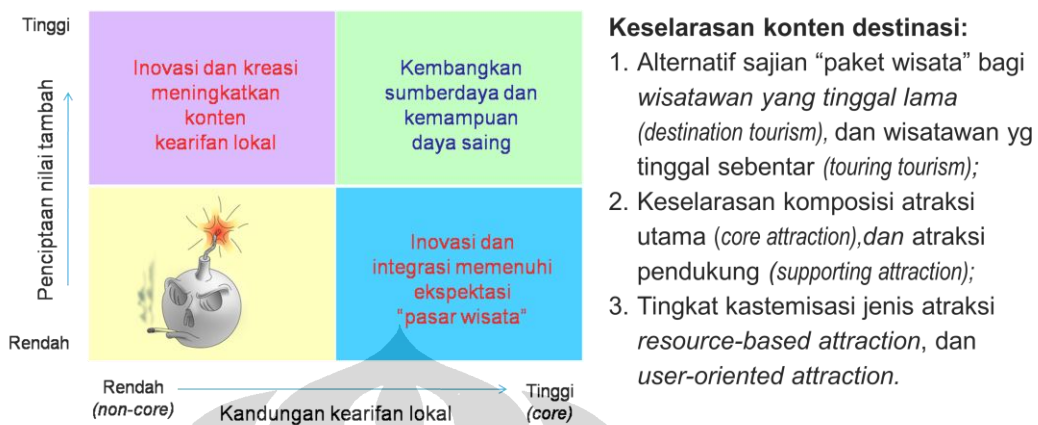 Tinggi
Penciptaan nilai tambah
Rendah
Inovasi dan kreasi
meningkatkan
konten
kearifan lokal
Kembangkan
sumberdaya dan
kemampuan
daya saing
Inovasi dan
integrasi memenuhi
ekspektasi
"pasar wisata"
Rendah
(non-core)
Kandungan kearifan lokal
Tinggi
(core)
Keselarasan konten destinasi:
1. Alternatif sajian “paket wisata” bagi
wisatawan yang tinggal lama
(destination tourism), dan wisatawan yg
tinggal sebentar (touring tourism);
2. Keselarasan komposisi atraksi
utama (core attraction),dan atraksi
pendukung (supporting attraction);
3. Tingkat kastemisasi jenis atraksi
resource-based attraction, dan
user-oriented attraction.